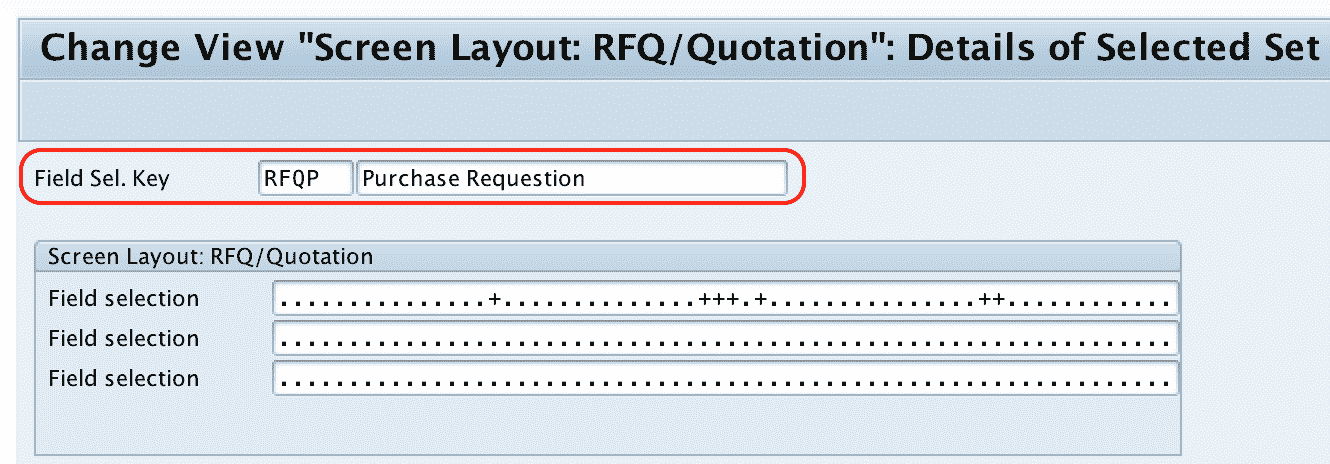 Change View "Screen Layout: RFQ/Quotation": Details of Selected Set
Field Sel. Key RFQP Purchase Requestion
Screen Layout: RFQ/Quotation
Field selection ...............+..............+++.+...............++............
Field selection ................................................................
Field selection ................................................................